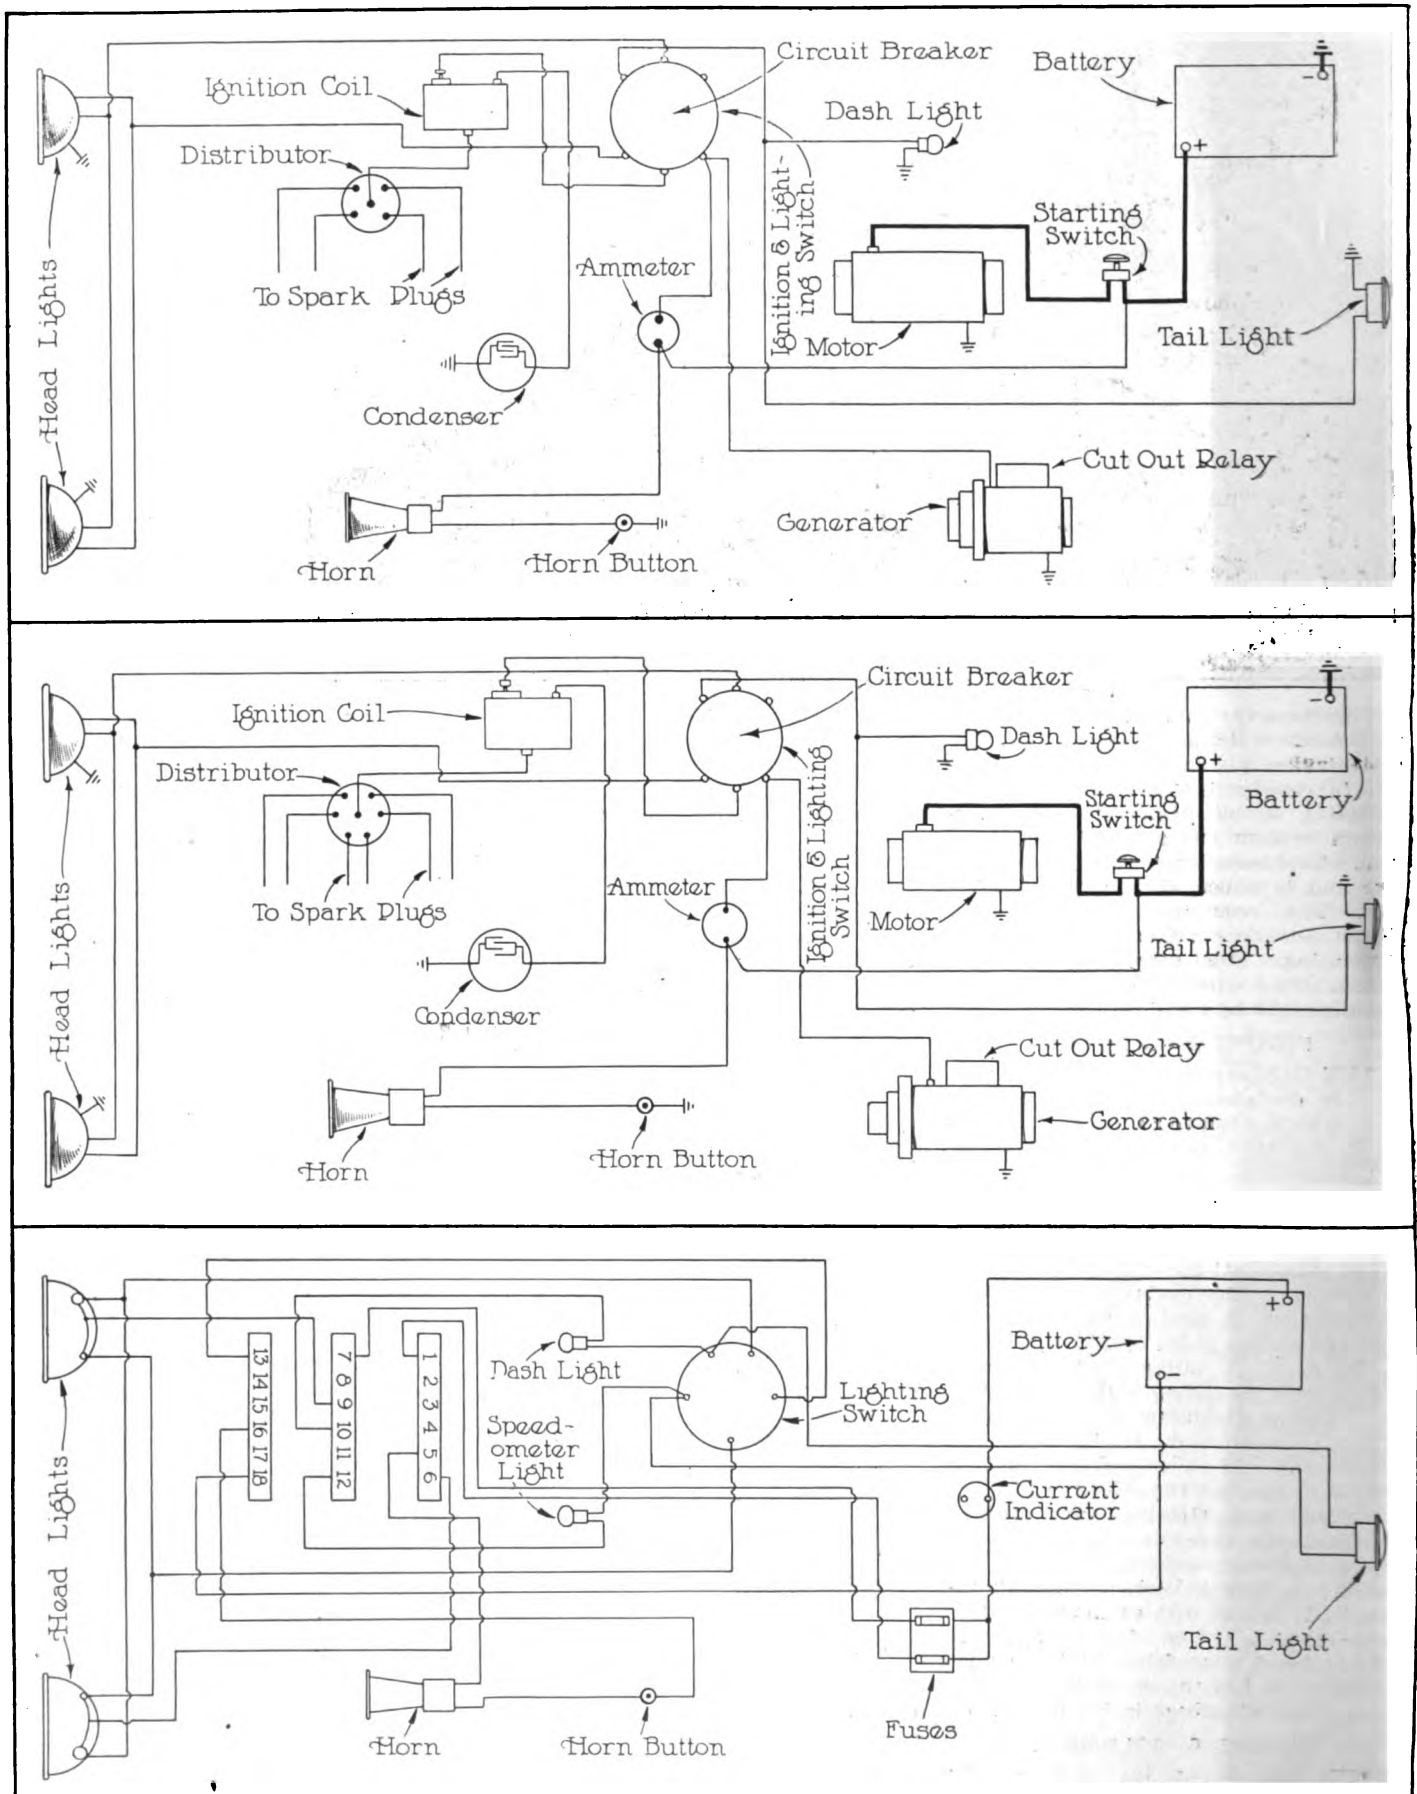 Circuit Breaker
Battery
Ignition Coil
Dash Light
-
Distributor
+
Ignition & Light-
ing Switch
Starting
Switch
Head Lights
Ammeter
To Spark Plugs
Motor
Tail Light
Condenser
Cut Out Relay
Generator
Horn Button
Horn
Circuit Breaker
-
Ignition Coil
Dash Light
+
Distributor
Battery
Starting
Switch
Ignition & Lighting
Switch
Head Lights
Ammeter
To Spark Plugs
Motor
Tail Light
Condenser
Cut Out Relay
Generator
Horn Button
Horn
+
Battery
-
13 14 15 16 17 18
7 8 9 10 11 12
1 2 3 4 5 6
Dash Light
Lighting
Switch
Speed-
ometer
Light
Head Lights
Current
Indicator
Tail Light
Fuses
Horn
Horn Button